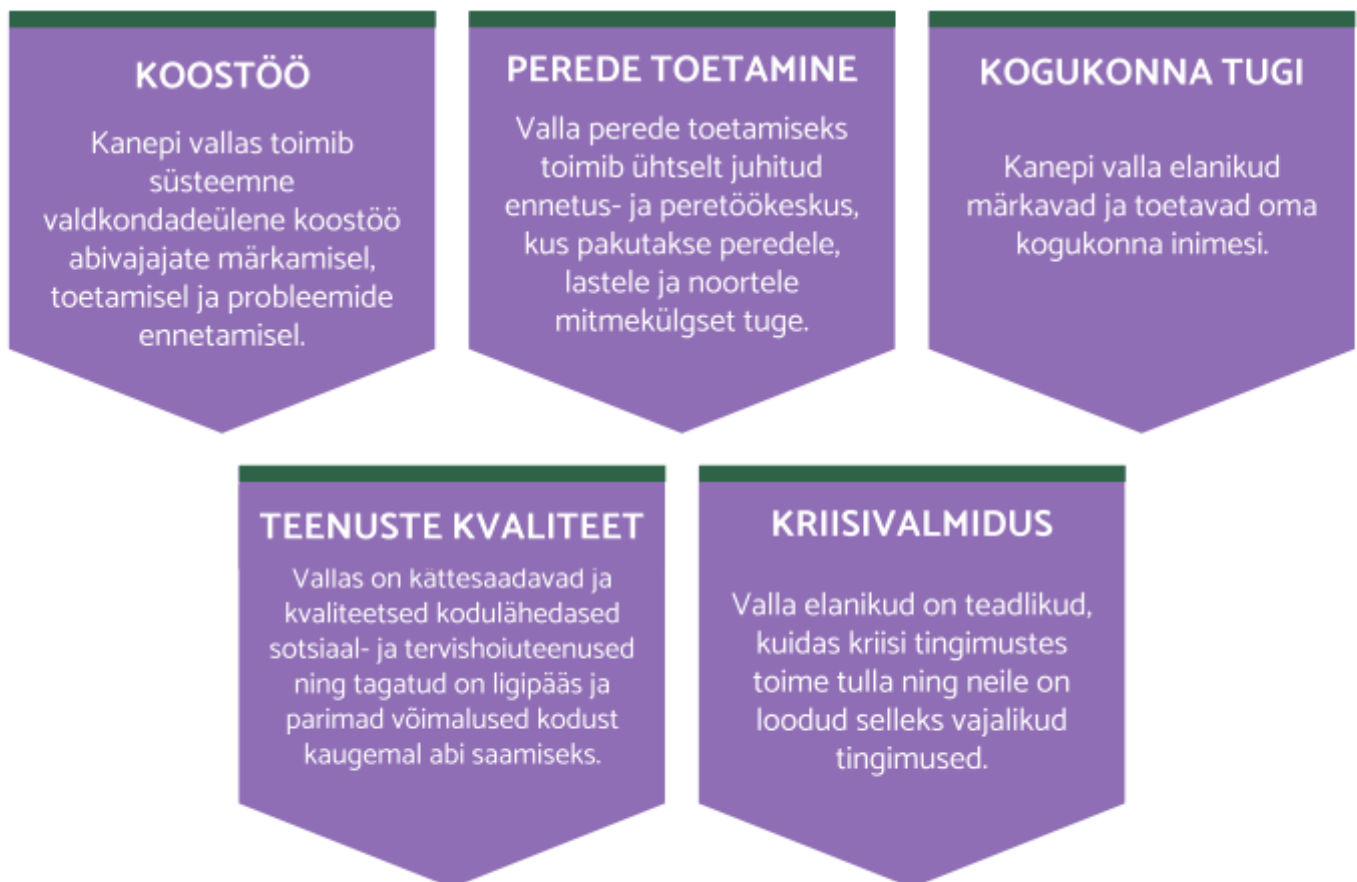 KOOSTÖÖ
Kanepi vallas toimib
süsteemne
valdkondadeülene koostöö
abivajajate märkamisel,
toetamisel ja probleemide
ennetamisel.
PEREDE TOETAMINE
Valla perede toetamiseks
toimib ühtselt juhitud
ennetus- ja peretöökeskus,
kus pakutakse peredele,
lastele ja noortele
mitmekülgset tuge.
KOGUKONNA TUGI
Kanepi valla elanikud
märkavad ja toetavad oma
kogukonna inimesi.
TEENUSTE KVALITEET
Vallas on kättesaadavad ja
kvaliteetsed kodulähedased
sotsiaal- ja tervishoiuteenused
ning tagatud on ligipääs ja
parimad võimalused kodust
kaugemal abi saamiseks.
KRIISIVALMIDUS
Valla elanikud on teadlikud,
kuidas kriisi tingimustes
toime tulla ning neile on
loodud selleks vajalikud
tingimused.